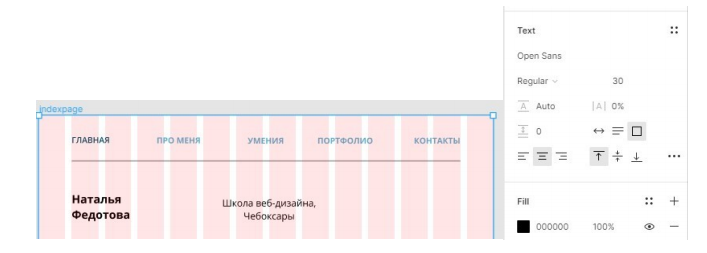 Text
Open Sans
Regular 30
A Auto |A| 0%
0
indexpage
ГЛАВНАЯ ПРО МЕНЯ УМЕНИЯ ПОРТФОЛИО КОНТАКТЫ
Наталья
Федотова
Школа веб-дизайна,
Чебоксары
Fill
000000 100%